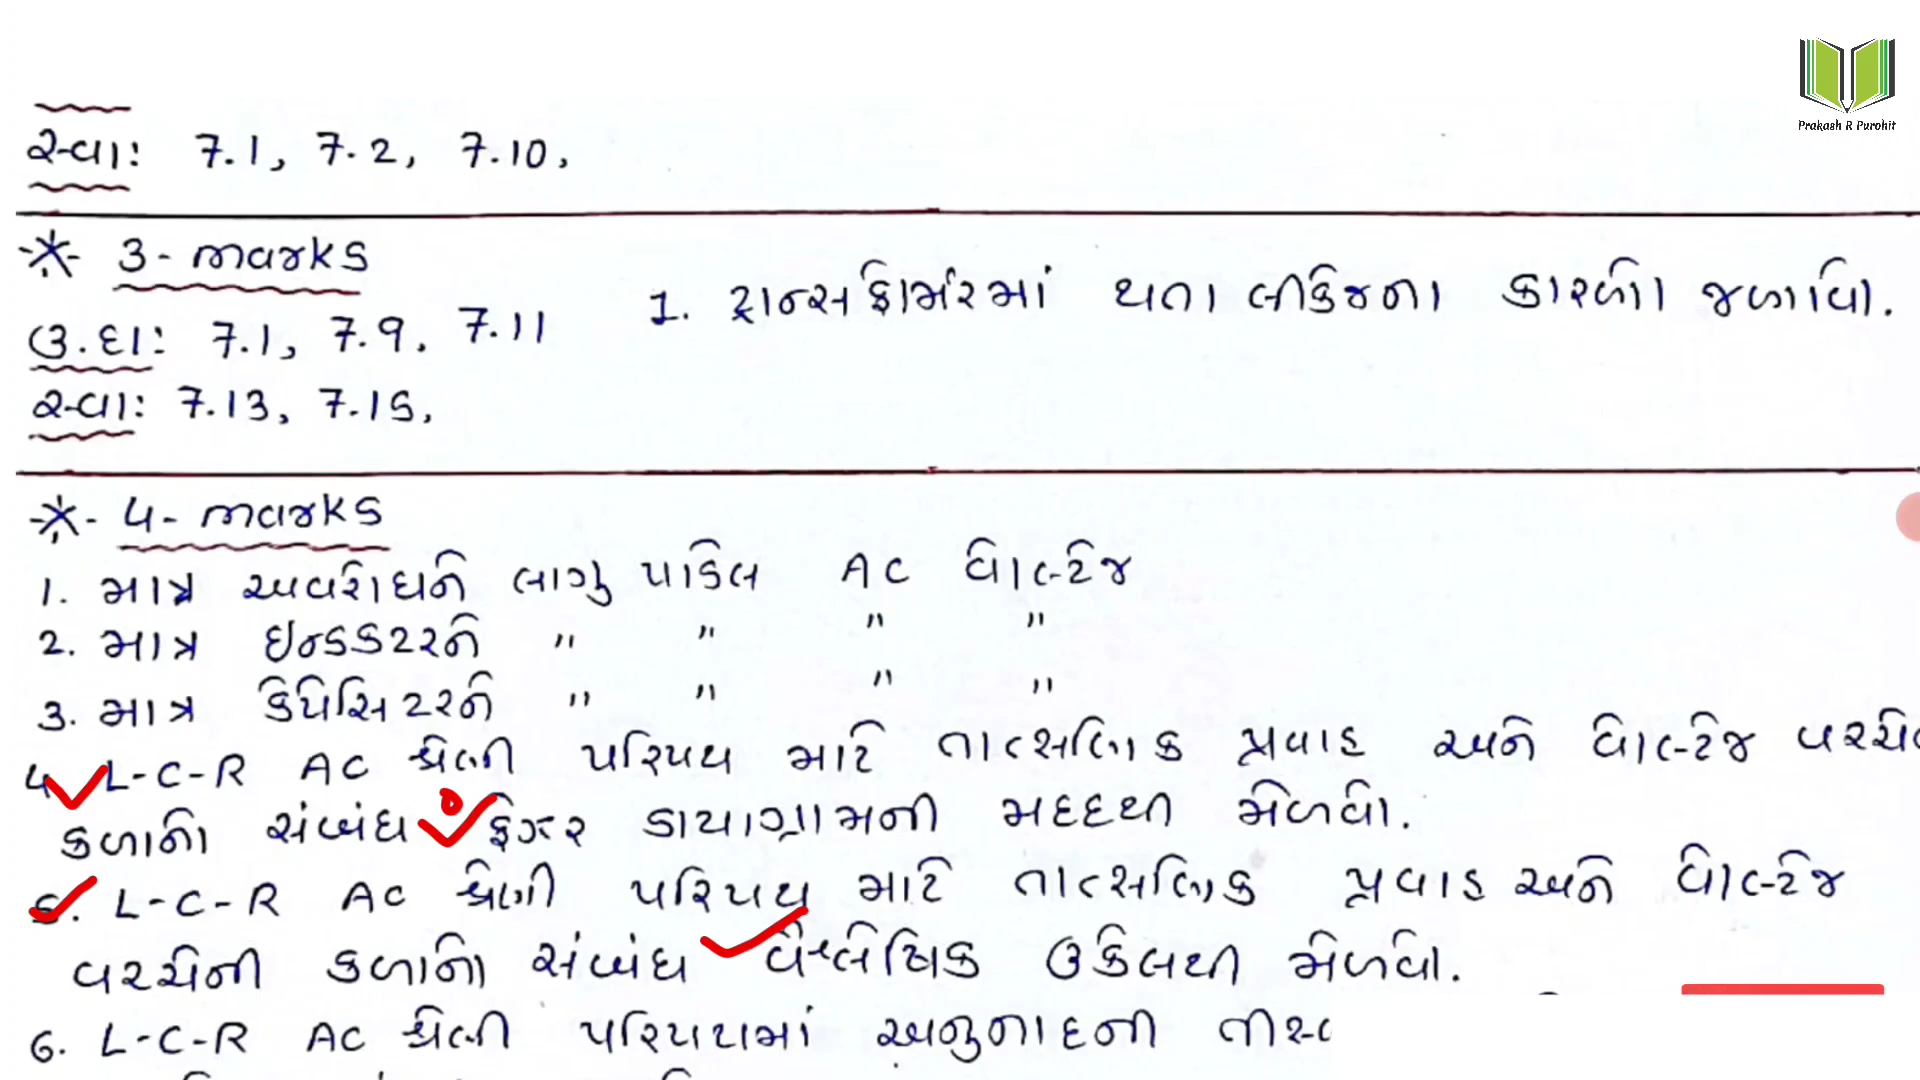 Prakash R Purohit
સ્વા: 7.1, 7.2, 7.10,
3-marks
ઉ.દા: 7.1, 7.9, 7.11
1. ટ્રાન્સફોર્મરમાં થતા લીકેજના કારણો જણાવો.
સ્વા: 7.13, 7.15,
4-marks
1. માત્ર અવરોધને લાગુ પાડેલ AC વોલ્ટેજ
2. માત્ર ઇન્ડક્ટરને " " " "
3. માત્ર કેપેસિટરને " " " "
4. L-C-R AC શ્રેણી પરિપથ માટે તાત્ક્ષણિક પ્રવાહ અને વોલ્ટેજ
કળાનો સંબંધ ફેઝર ડાયાગ્રામની મદદથી મેળવો.
5. L-C-R AC શ્રેણી પરિપથ માટે તાત્ક્ષણિક પ્રવાહ અને વોલ્ટેજ
વચ્ચેની કળાનો સંબંધ વૈશ્લેષિક ઉકેલથી મેળવો.
6. L-C-R AC શ્રેણી પરિપથમાં અનુનાદની